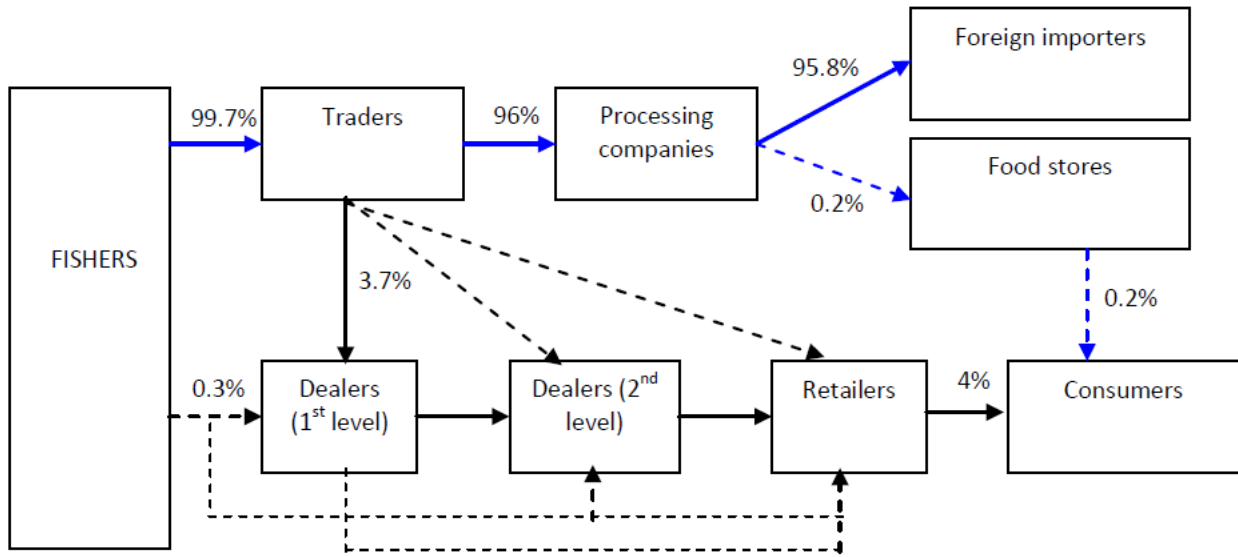 Foreign importers
95.8%
99.7%
Traders
96%
Processing
companies
Food stores
0.2%
FISHERS
3.7%
0.2%
0.3%
Dealers
(1st level)
Dealers (2nd
level)
Retailers
4%
Consumers